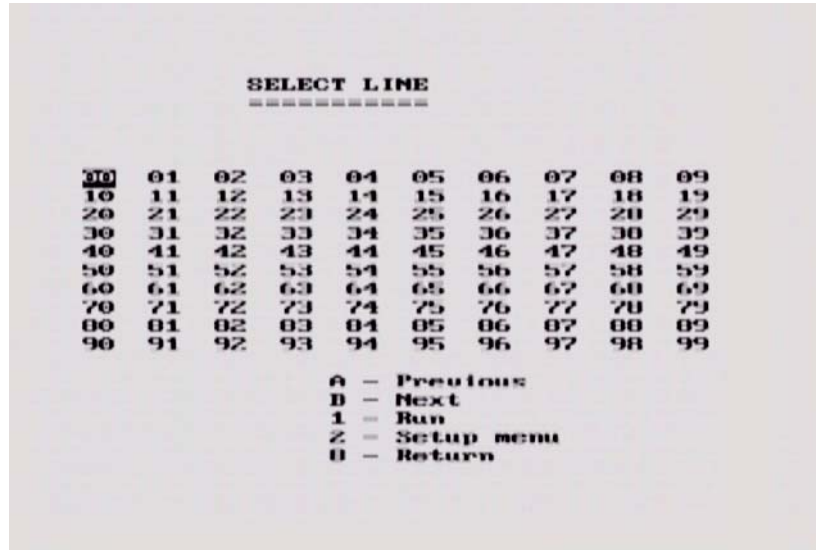 SELECT LINE
===========
00 01 02 03 04 05 06 07 08 09
10 11 12 13 14 15 16 17 18 19
20 21 22 23 24 25 26 27 28 29
30 31 32 33 34 35 36 37 38 39
40 41 42 43 44 45 46 47 48 49
50 51 52 53 54 55 56 57 58 59
60 61 62 63 64 65 66 67 68 69
70 71 72 73 74 75 76 77 78 79
80 81 82 83 84 85 86 87 88 89
90 91 92 93 94 95 96 97 98 99
A - Previous
B - Next
1 - Run
2 - Setup menu
0 - Return